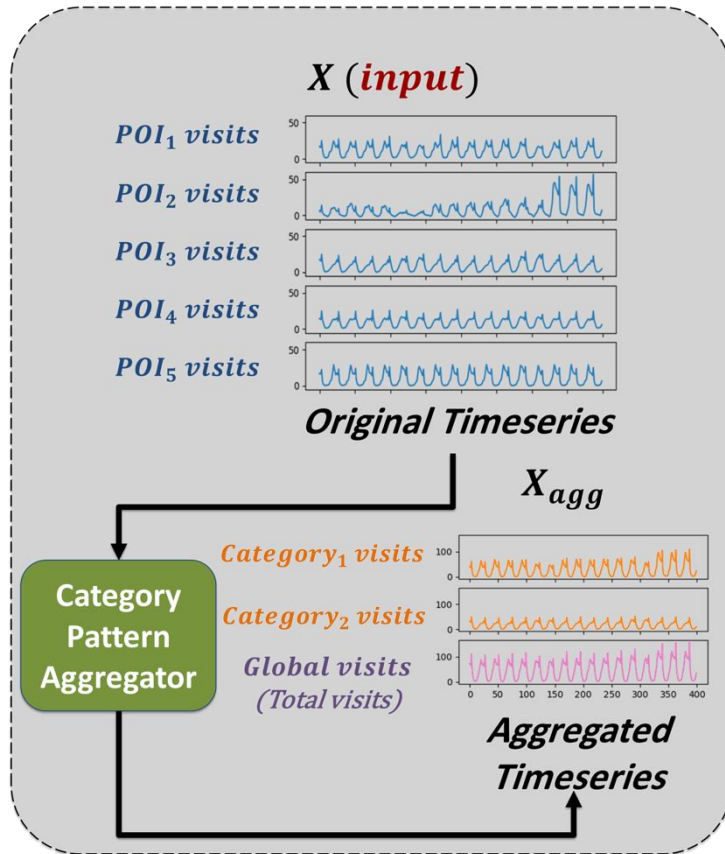 X (input)
POI1 visits
50
0
POI2 visits
50
0
POI3 visits
50
0
POI4 visits
50
0
POI5 visits
50
0
Original Timeseries
Xagg
Category
Pattern
Aggregator
Category1 visits
100
0
Category2 visits
100
0
Global visits
(Total visits)
100
0
0 50 100 150 200 250 300 350 400
Aggregated
Timeseries